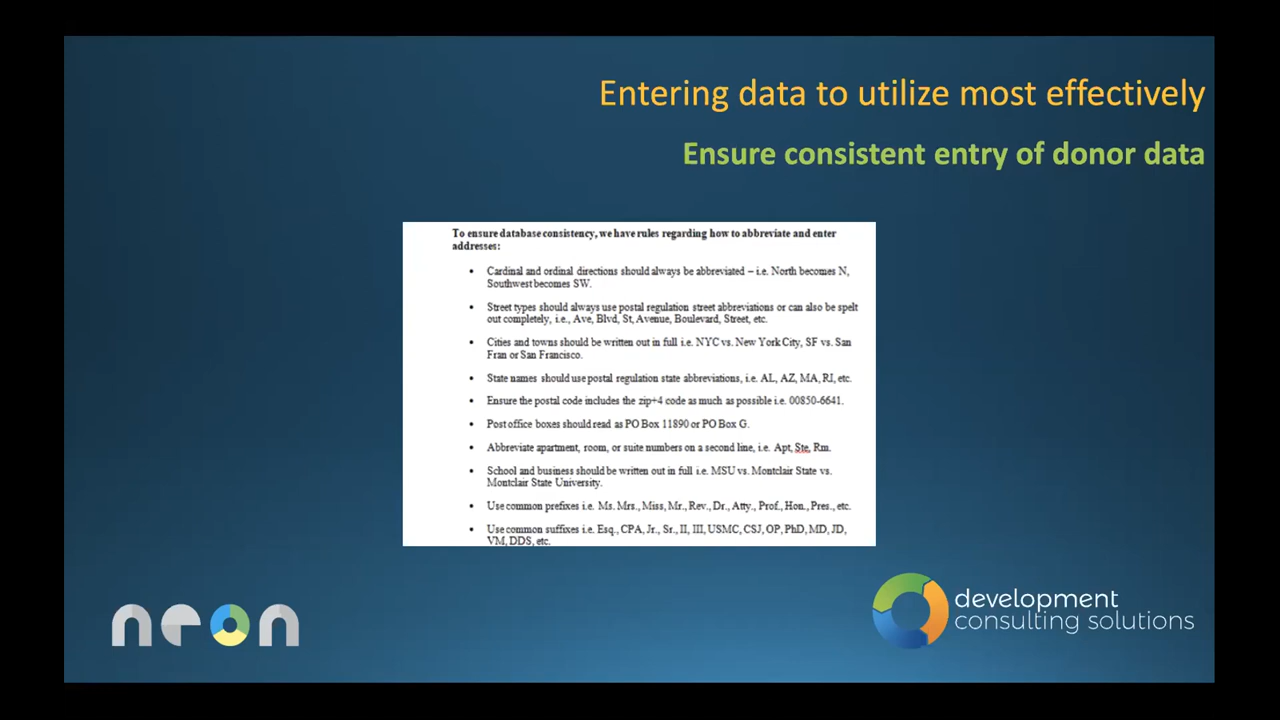 Entering data to utilize most effectively
Ensure consistent entry of donor data
To ensure database consistency, we have rules regarding how to abbreviate and enter
addresses:
• Cardinal and ordinal directions should always be abbreviated – i.e. North becomes N,
Southwest becomes SW.
• Street types should always use postal regulation street abbreviations or can also be spelt
out completely, i.e., Ave, Blvd, St, Avenue, Boulevard, Street, etc.
• Cities and towns should be written out in full i.e. NYC vs. New York City, SF vs. San
Fran or San Francisco.
• State names should use postal regulation state abbreviations, i.e. AL, AZ, MA, RI, etc.
• Ensure the postal code includes the zip+4 code as much as possible i.e. 00850-6641.
• Post office boxes should read as PO Box 11890 or PO Box G.
• Abbreviate apartment, room, or suite numbers on a second line, i.e. Apt, Ste, Rm.
• School and business should be written out in full i.e. MSU vs. Montclair State vs.
Montclair State University.
• Use common prefixes i.e. Ms. Mrs., Miss, Mr., Rev., Dr., Atty., Prof., Hon., Pres., etc.
• Use common suffixes i.e. Esq., CPA, Jr., Sr., II, III, USMC, CSJ, OP, PhD, MD, JD,
VM, DDS, etc.
neon
development
consulting solutions